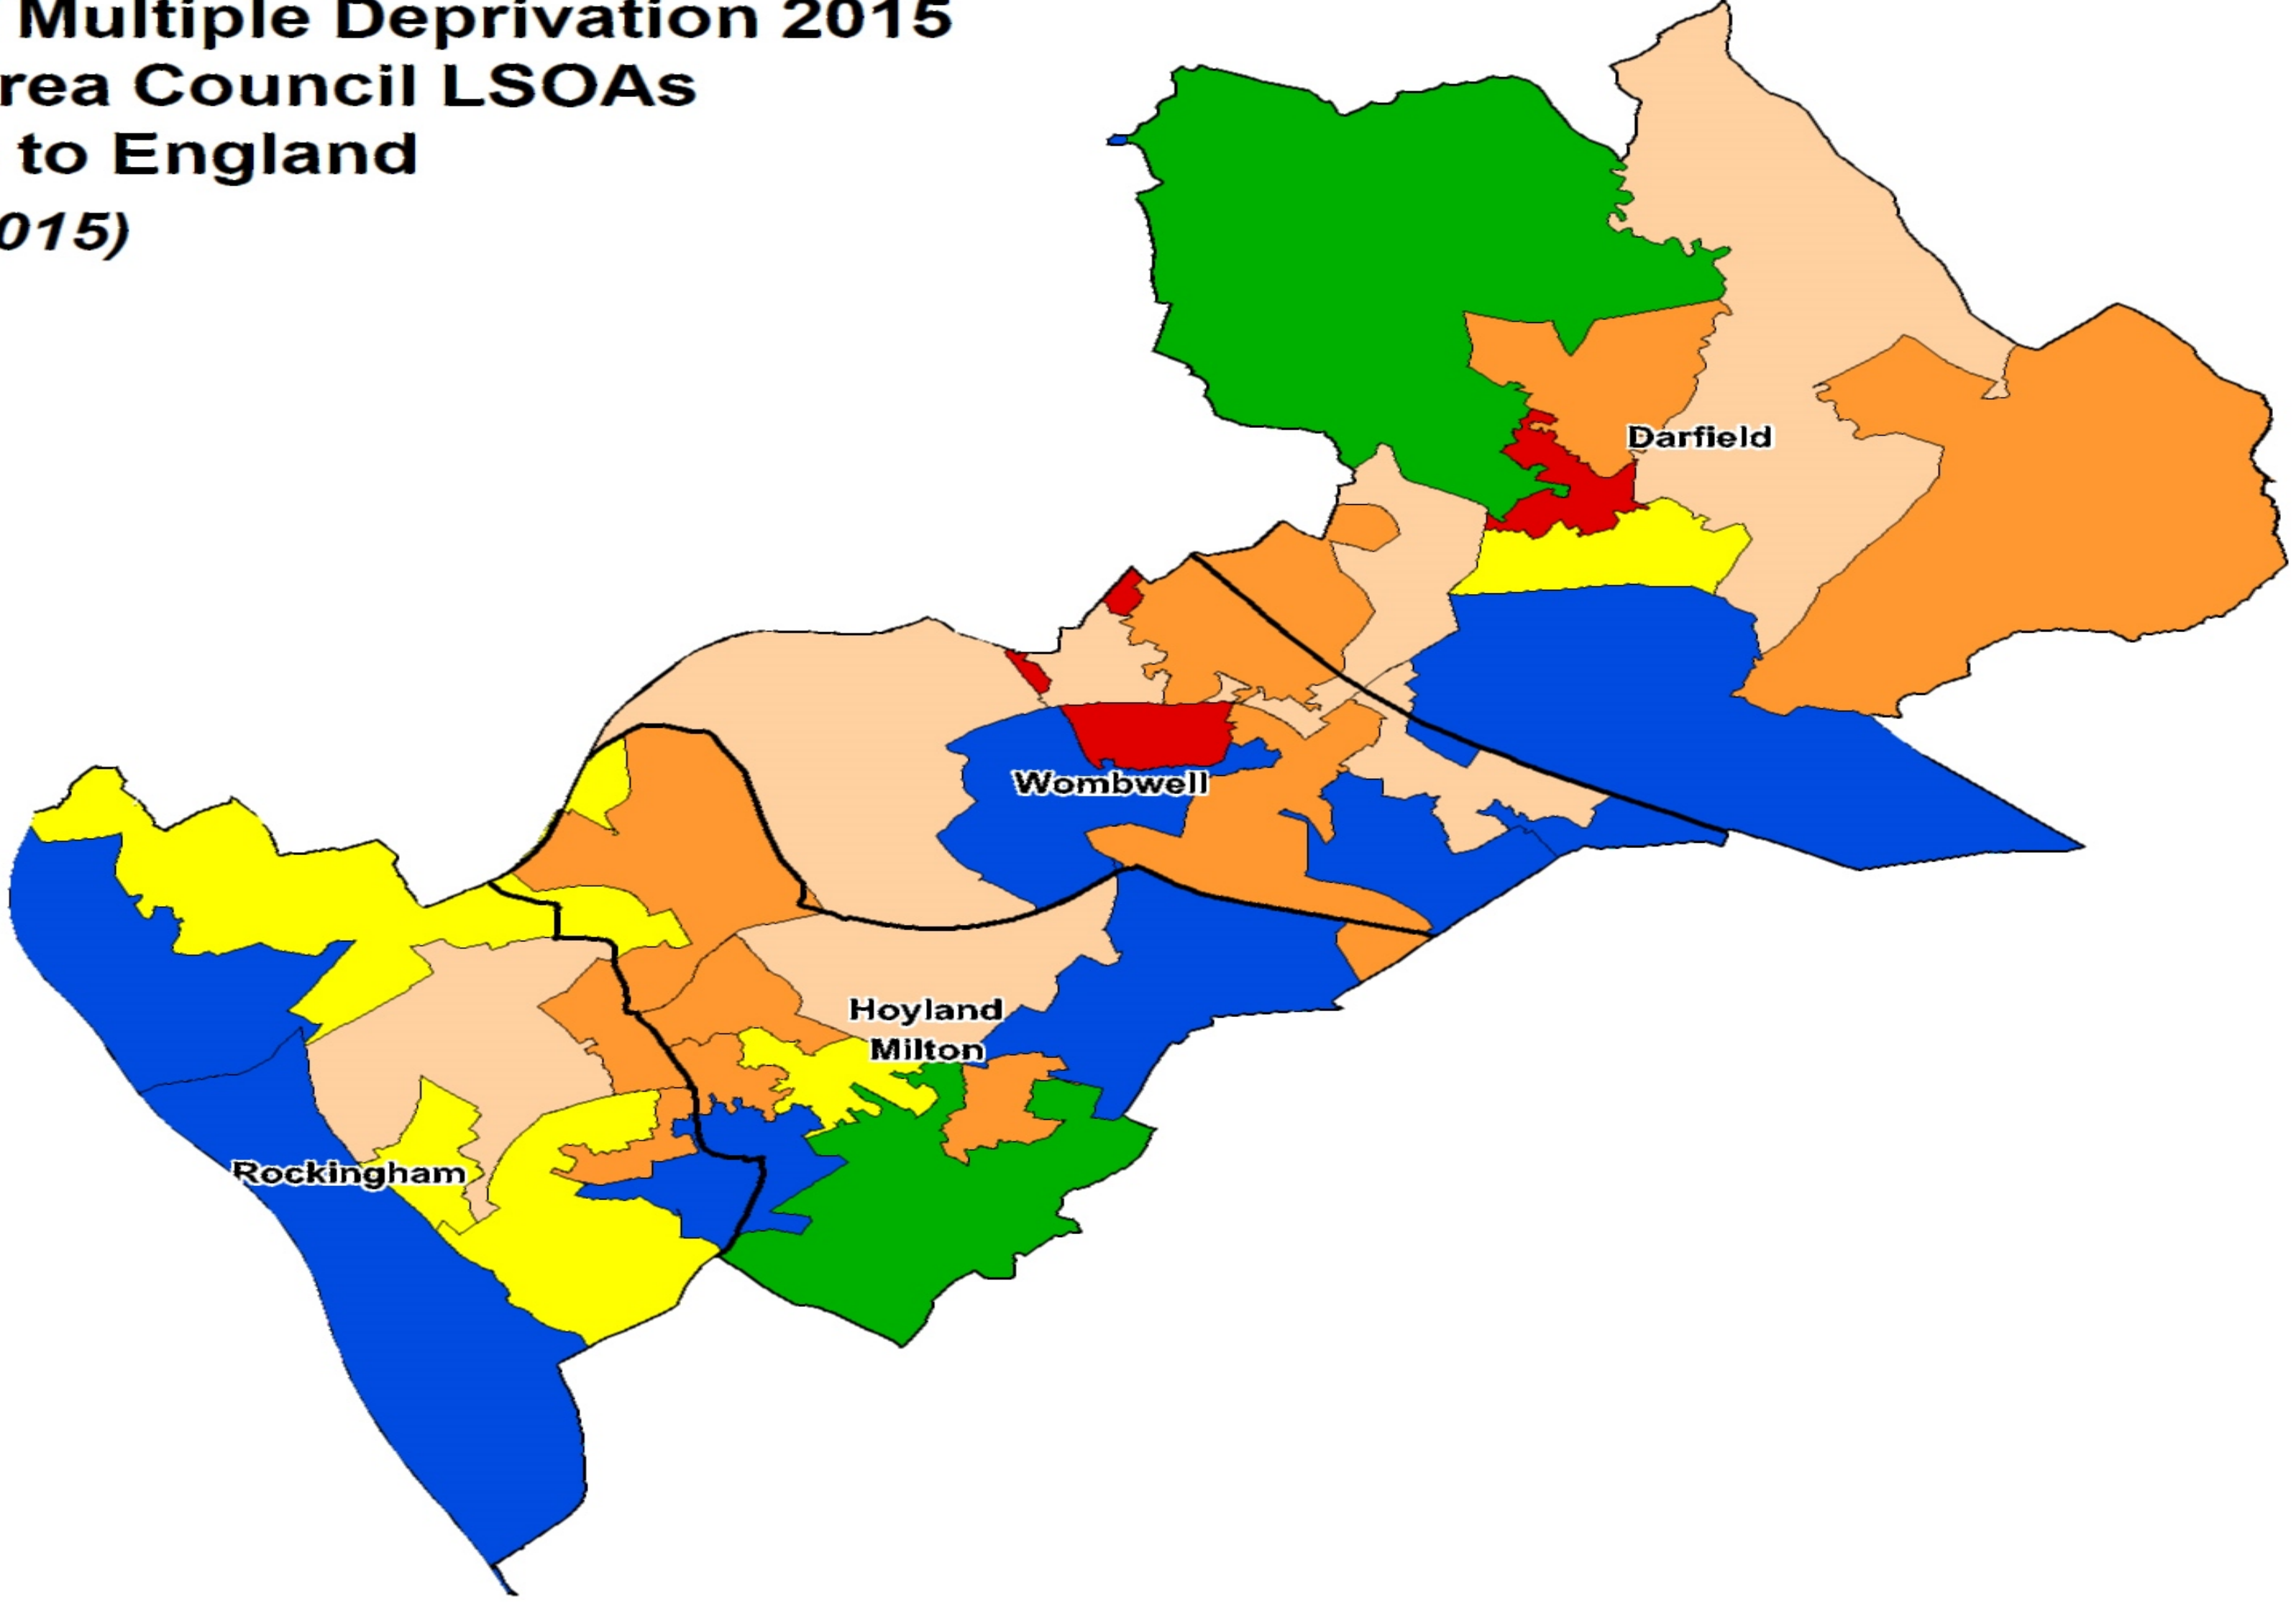 Multiple Deprivation 2015
rea Council LSOAs
to England
015)
Darfield
Wombwell
Hoyland
Milton
Rockingham